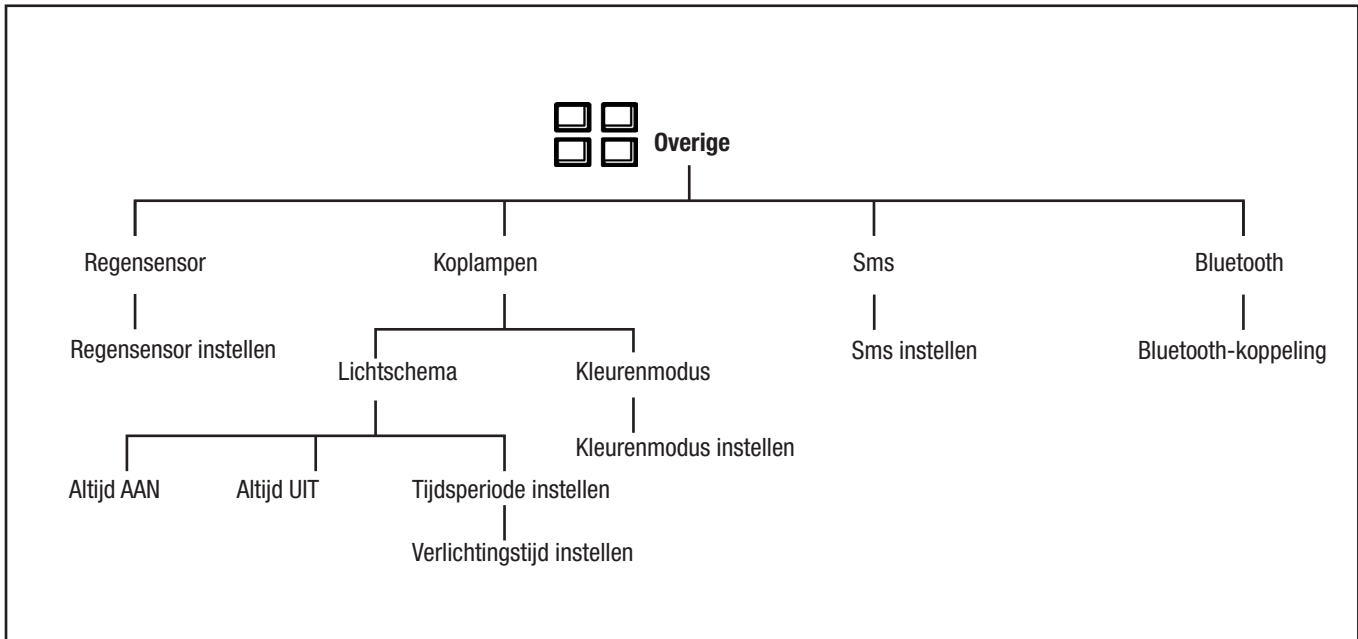 Overige
Regensensor
Koplampen
Sms
Bluetooth
Regensensor instellen
Sms instellen
Bluetooth-koppeling
Lichtschema
Kleurenmodus
Kleurenmodus instellen
Altijd AAN
Altijd UIT
Tijdsperiode instellen
Verlichtingstijd instellen